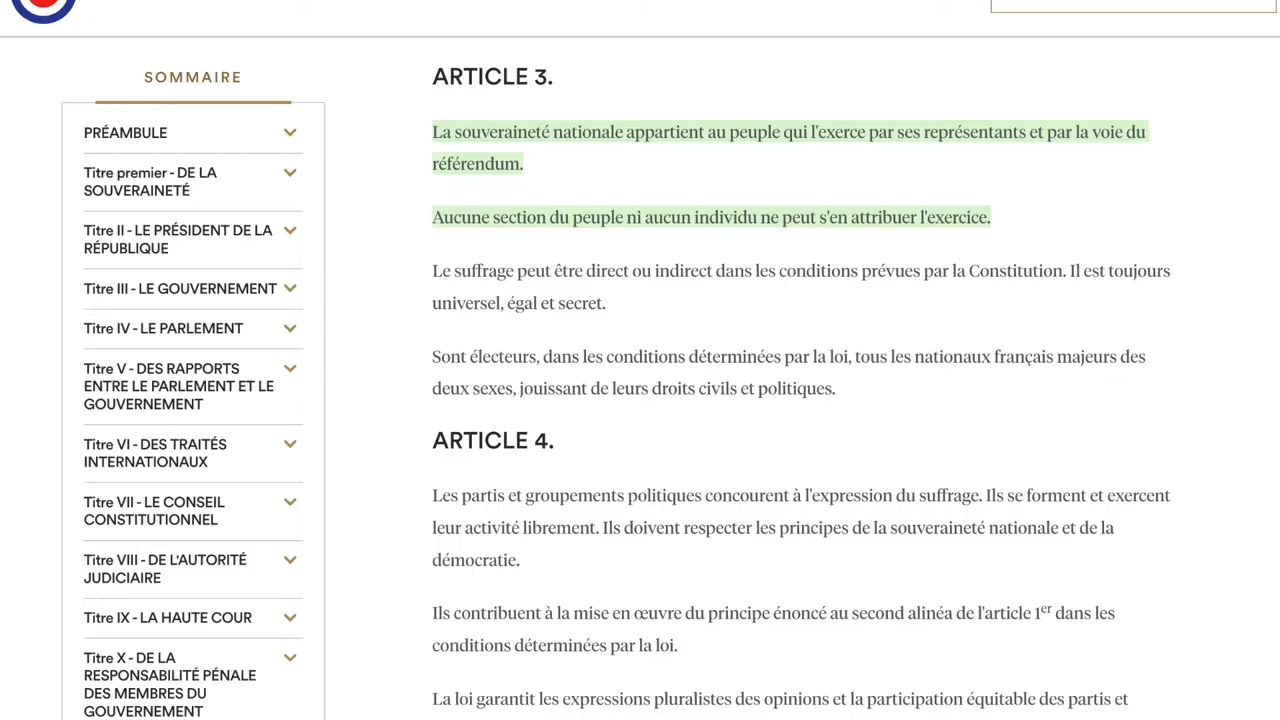 SOMMAIRE
PRÉAMBULE
Titre premier - DE LA
SOUVERAINETÉ
Titre II - LE PRÉSIDENT DE LA
RÉPUBLIQUE
Titre III - LE GOUVERNEMENT
Titre IV - LE PARLEMENT
Titre V - DES RAPPORTS
ENTRE LE PARLEMENT ET LE
GOUVERNEMENT
Titre VI - DES TRAITÉS
INTERNATIONAUX
Titre VII - LE CONSEIL
CONSTITUTIONNEL
Titre VIII - DE L'AUTORITÉ
JUDICIAIRE
Titre IX - LA HAUTE COUR
Titre X - DE LA
RESPONSABILITÉ PÉNALE
DES MEMBRES DU
GOUVERNEMENT
ARTICLE 3.
La souveraineté nationale appartient au peuple qui l'exerce par ses représentants et par la voie du
référendum.
Aucune section du peuple ni aucun individu ne peut s'en attribuer l'exercice.
Le suffrage peut être direct ou indirect dans les conditions prévues par la Constitution. Il est toujours
universel, égal et secret.
Sont électeurs, dans les conditions déterminées par la loi, tous les nationaux français majeurs des
deux sexes, jouissant de leurs droits civils et politiques.
ARTICLE 4.
Les partis et groupements politiques concourent à l'expression du suffrage. Ils se forment et exercent
leur activité librement. Ils doivent respecter les principes de la souveraineté nationale et de la
démocratie.
Ils contribuent à la mise en œuvre du principe énoncé au second alinéa de l'article 1er dans les
conditions déterminées par la loi.
La loi garantit les expressions pluralistes des opinions et la participation équitable des partis et